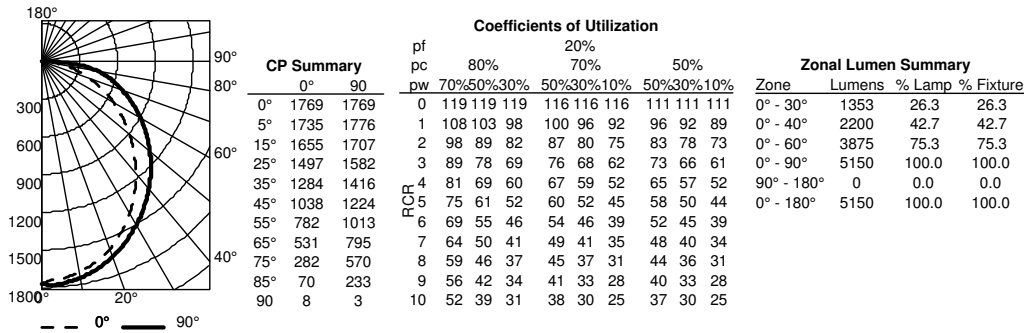 180°
90°
80°
60°
40°
20°
0°
300
600
900
1200
1500
1800
0° 90°
CP Summary
0° 90
0° 1769 1769
5° 1735 1776
15° 1655 1707
25° 1497 1582
35° 1284 1416
45° 1038 1224
55° 782 1013
65° 531 795
75° 282 570
85° 70 233
90 8 3
Coefficients of Utilization
pf 20%
pc 80% 70% 50%
pw 70%50%30% 50%30%10% 50%30%10%
RCR
0 119 119 119 116 116 116 111 111 111
1 108 103 98 100 96 92 96 92 89
2 98 89 82 87 80 75 83 78 73
3 89 78 69 76 68 62 73 66 61
4 81 69 60 67 59 52 65 57 52
5 75 61 52 60 52 45 58 50 44
6 69 55 46 54 46 39 52 45 39
7 64 50 41 49 41 35 48 40 34
8 59 46 37 45 37 31 44 36 31
9 56 42 34 41 33 28 40 33 28
10 52 39 31 38 30 25 37 30 25
Zonal Lumen Summary
Zone Lumens % Lamp % Fixture
0° - 30° 1353 26.3 26.3
0° - 40° 2200 42.7 42.7
0° - 60° 3875 75.3 75.3
0° - 90° 5150 100.0 100.0
90° - 180° 0 0.0 0.0
0° - 180° 5150 100.0 100.0